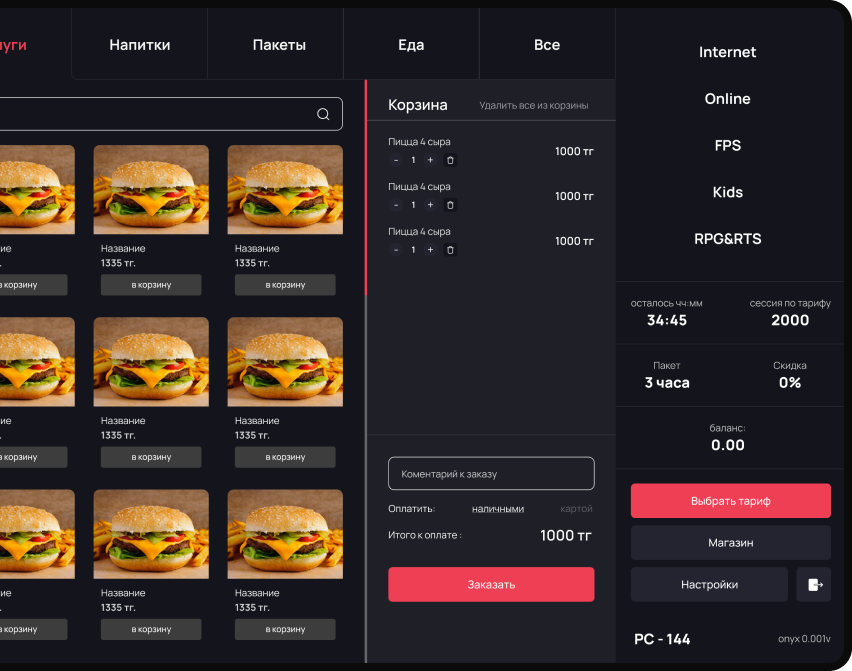 уги
Напитки
Пакеты
Еда
Все
ие
Название
1335 тг.
в корзину
Название
1335 тг.
в корзину
корзину
ие
Название
1335 тг.
в корзину
Название
1335 тг.
в корзину
корзину
ие
Название
1335 тг.
в корзину
Название
1335 тг.
в корзину
корзину
Корзина
Удалить все из корзины
Пицца 4 сыра
- 1 +
1000 тг
Пицца 4 сыра
- 1 +
1000 тг
Пицца 4 сыра
- 1 +
1000 тг
Коментарий к заказу
Оплатить: наличными картой
Итого к оплате : 1000 тг
Заказать
Internet
Online
FPS
Kids
RPG&RTS
осталось чч:мм
34:45
сессия по тарифу
2000
Пакет
3 часа
Скидка
0%
баланс:
0.00
Выбрать тариф
Магазин
Настройки
PC - 144
onyx 0.001v